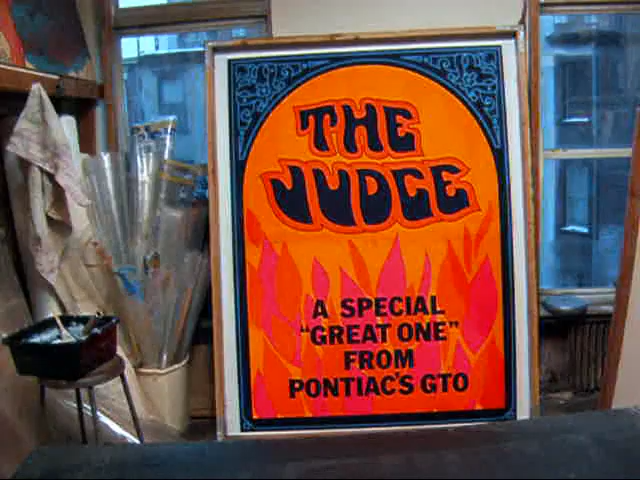 THE
JUDGE
A SPECIAL
"GREAT ONE"
FROM
PONTIAC'S GTO